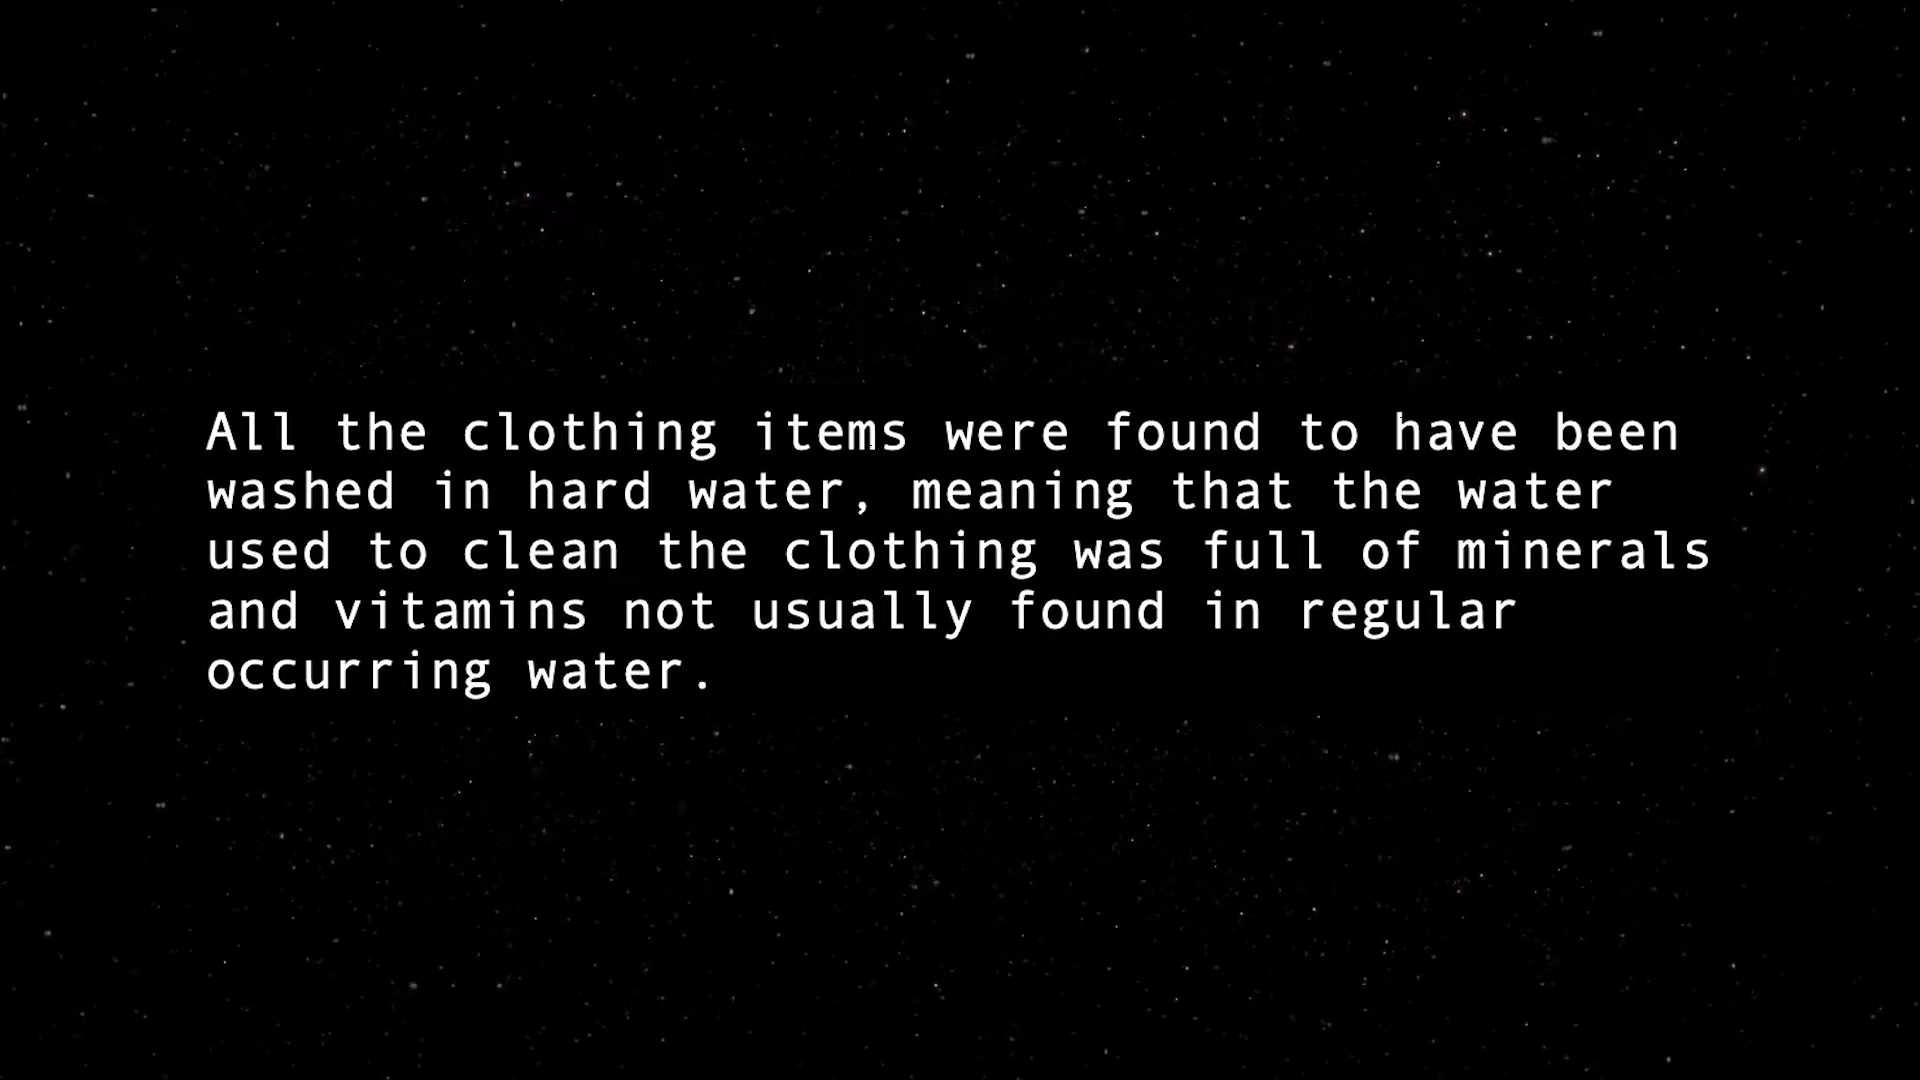 All the clothing items were found to have been
washed in hard water, meaning that the water
used to clean the clothing was full of minerals
and vitamins not usually found in regular
occurring water.